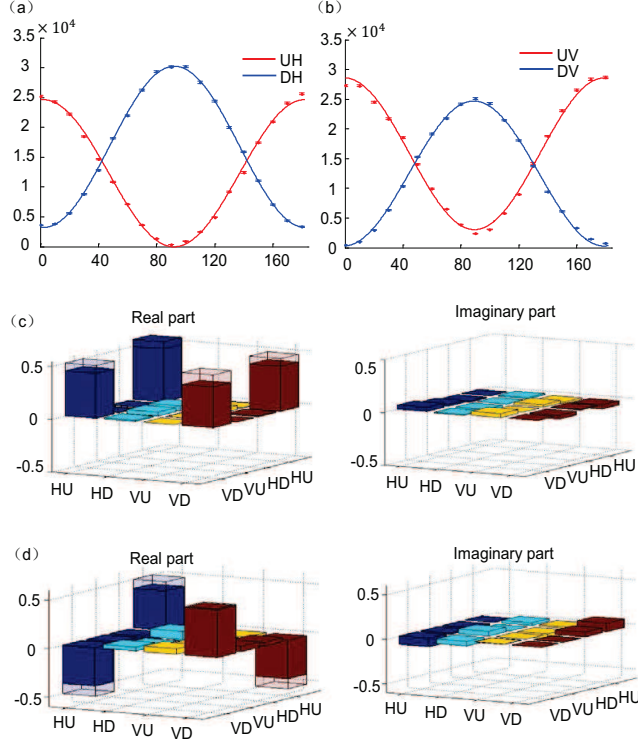 （a）
3.5 × 10⁴
UH
DH
3
2.5
2
1.5
1
0.5
0
0 40 80 120 160
（b）
3.5 × 10⁴
UV
DV
3
2.5
2
1.5
1
0.5
0
0 40 80 120 160
（c）
Real part
Imaginary part
0.5
0
-0.5
HU HD VU VD
VD VU HD HU
0.5
0
-0.5
HU HD VU VD
VD VU HD HU
（d）
Real part
Imaginary part
0.5
0
-0.5
HU HD VU VD
VD VU HD HU
0.5
0
-0.5
HU HD VU VD
VD VU HD HU